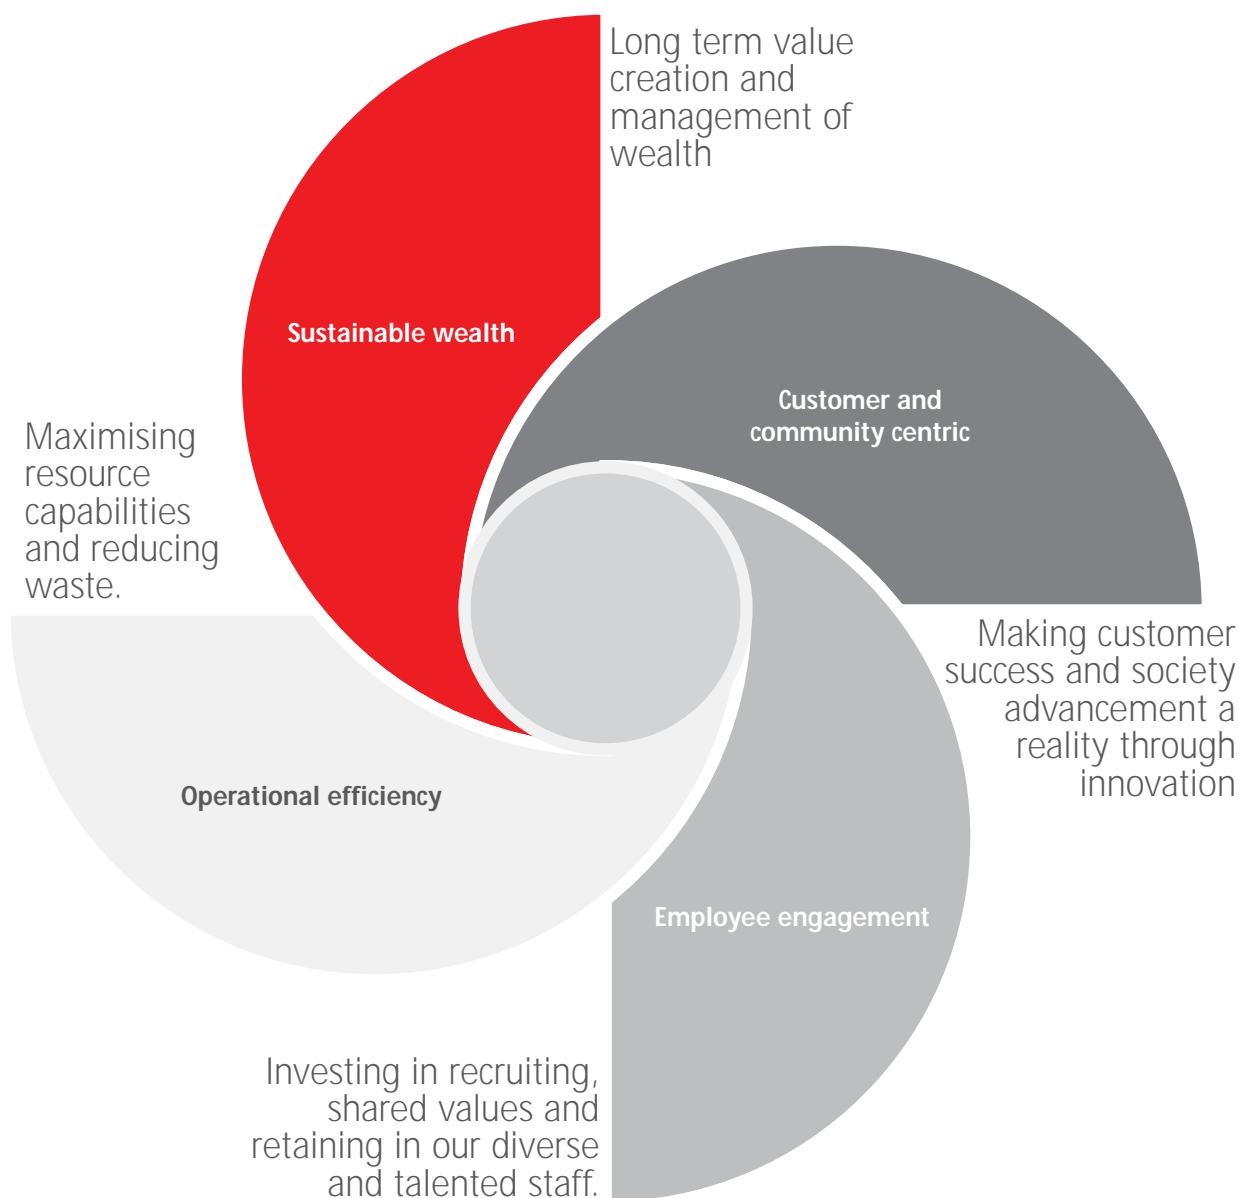 Long term value
creation and
management of
wealth
Sustainable wealth
Customer and
community centric
Maximising
resource
capabilities
and reducing
waste.
Making customer
success and society
advancement a
reality through
innovation
Operational efficiency
Employee engagement
Investing in recruiting,
shared values and
retaining in our diverse
and talented staff.